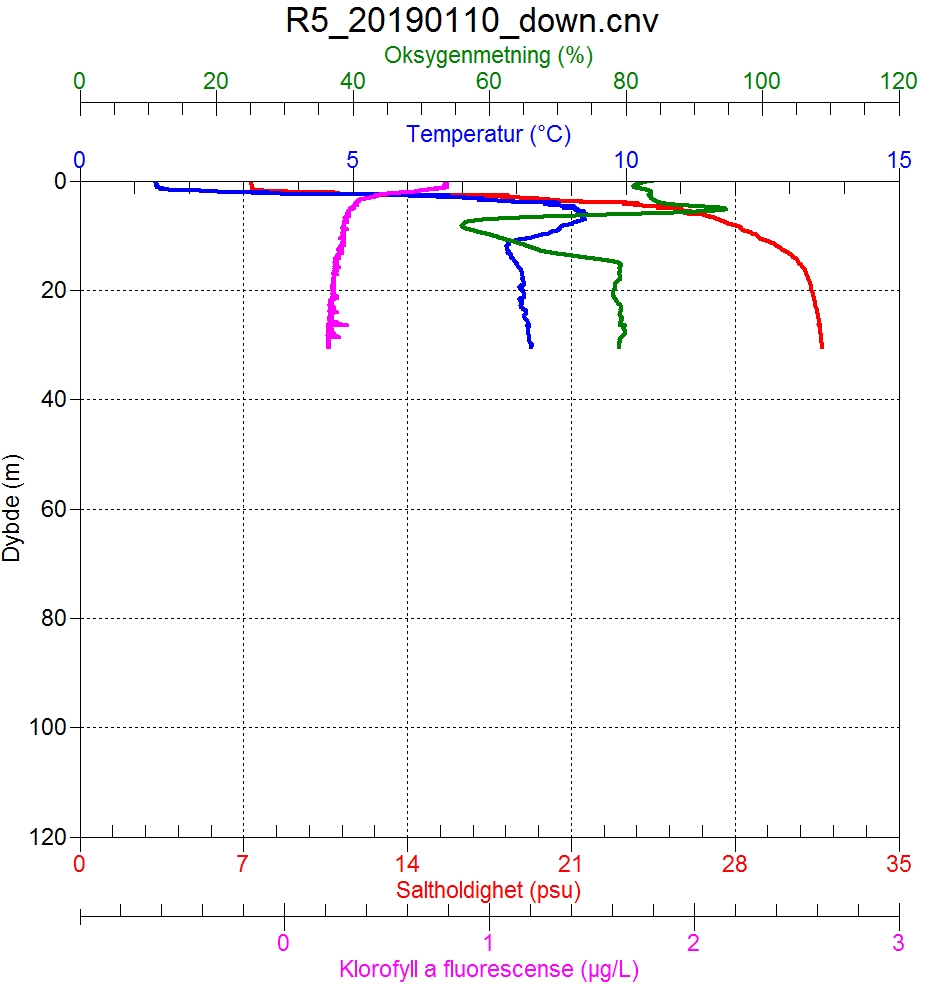 R5_20190110_down.cnv
Oksygenmetning (%)
0 20 40 60 80 100 120
Temperatur (°C)
0 5 10 15
0
20
40
60
80
100
120
Dybde (m)
0 7 14 21 28 35
Saltholdighet (psu)
0 1 2 3
Klorofyll a fluorescense (µg/L)